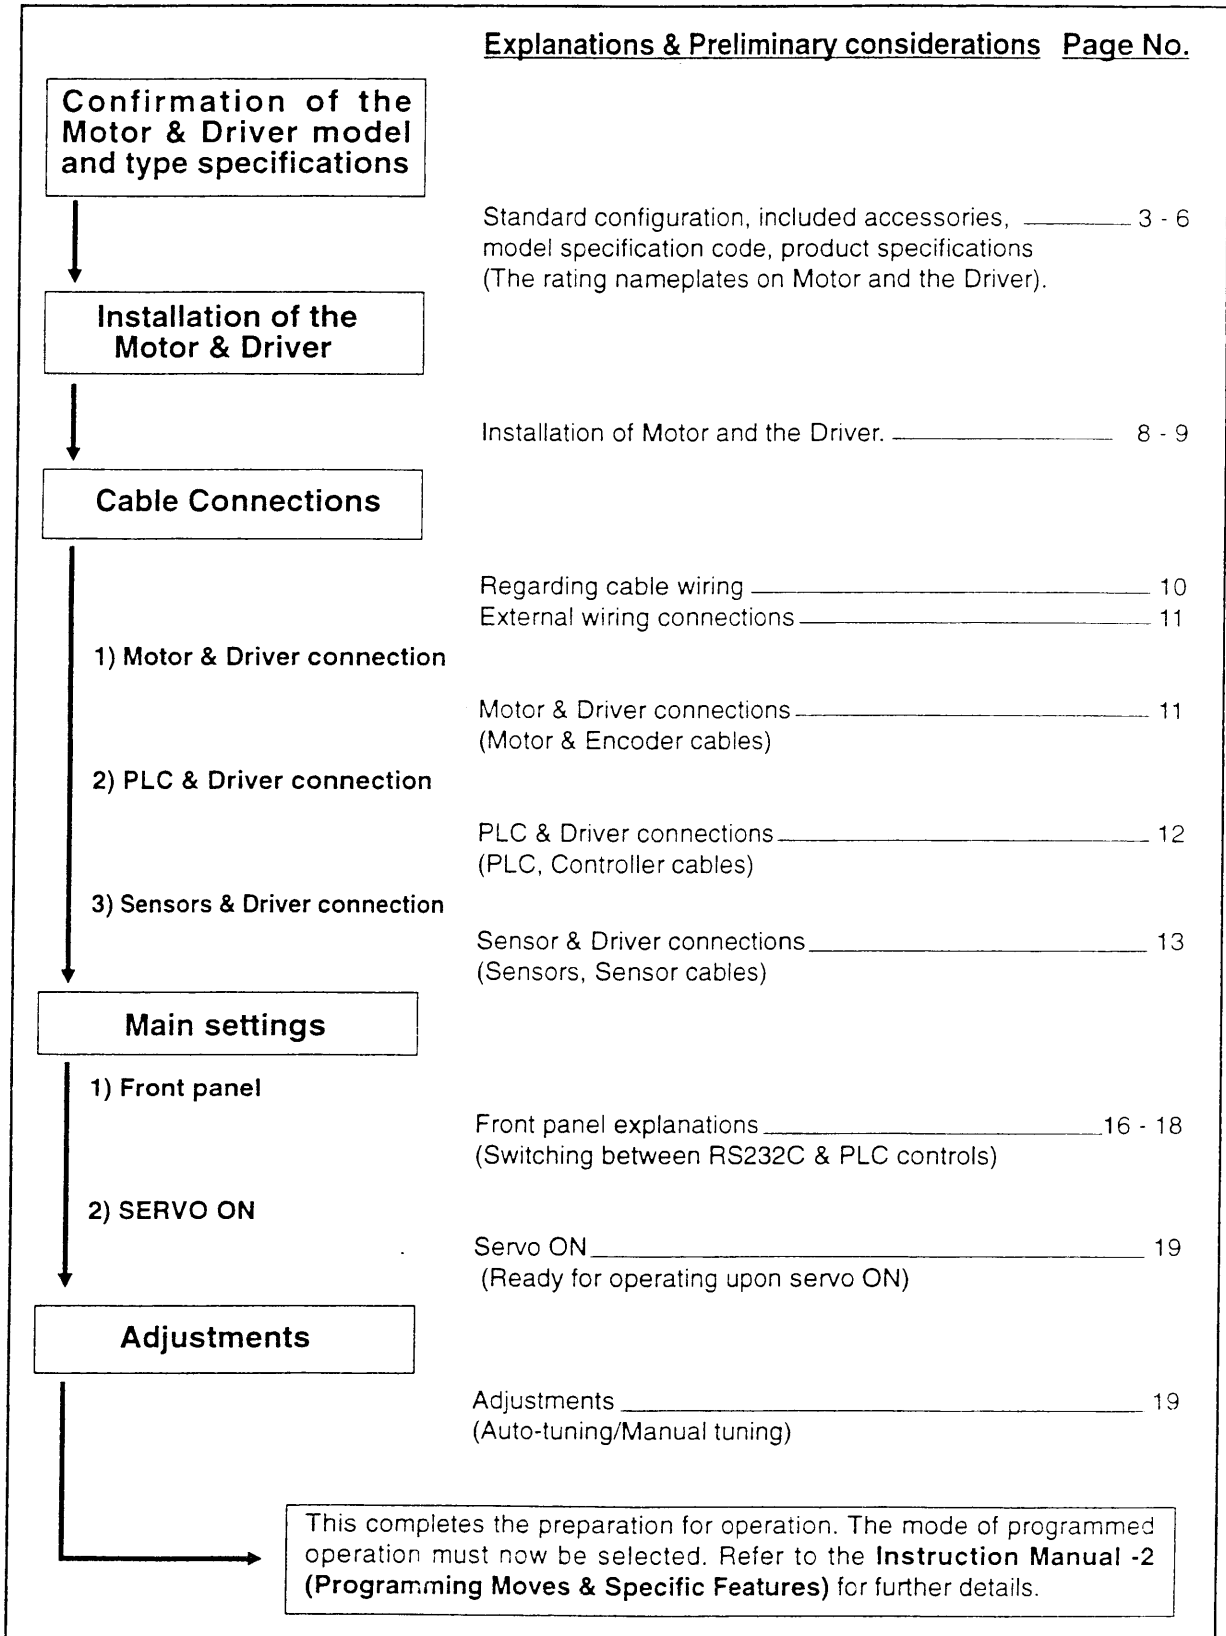 Explanations & Preliminary considerations Page No.
Confirmation of the
Motor & Driver model
and type specifications
Standard configuration, included accessories, 3 - 6
model specification code, product specifications
(The rating nameplates on Motor and the Driver).
Installation of the
Motor & Driver
Installation of Motor and the Driver. 8 - 9
Cable Connections
Regarding cable wiring 10
External wiring connections 11
1) Motor & Driver connection
Motor & Driver connections 11
(Motor & Encoder cables)
2) PLC & Driver connection
PLC & Driver connections 12
(PLC, Controller cables)
3) Sensors & Driver connection
Sensor & Driver connections 13
(Sensors, Sensor cables)
Main settings
1) Front panel
Front panel explanations 16 - 18
(Switching between RS232C & PLC controls)
2) SERVO ON
Servo ON 19
(Ready for operating upon servo ON)
Adjustments
Adjustments 19
(Auto-tuning/Manual tuning)
This completes the preparation for operation. The mode of programmed
operation must now be selected. Refer to the Instruction Manual -2
(Programming Moves & Specific Features) for further details.